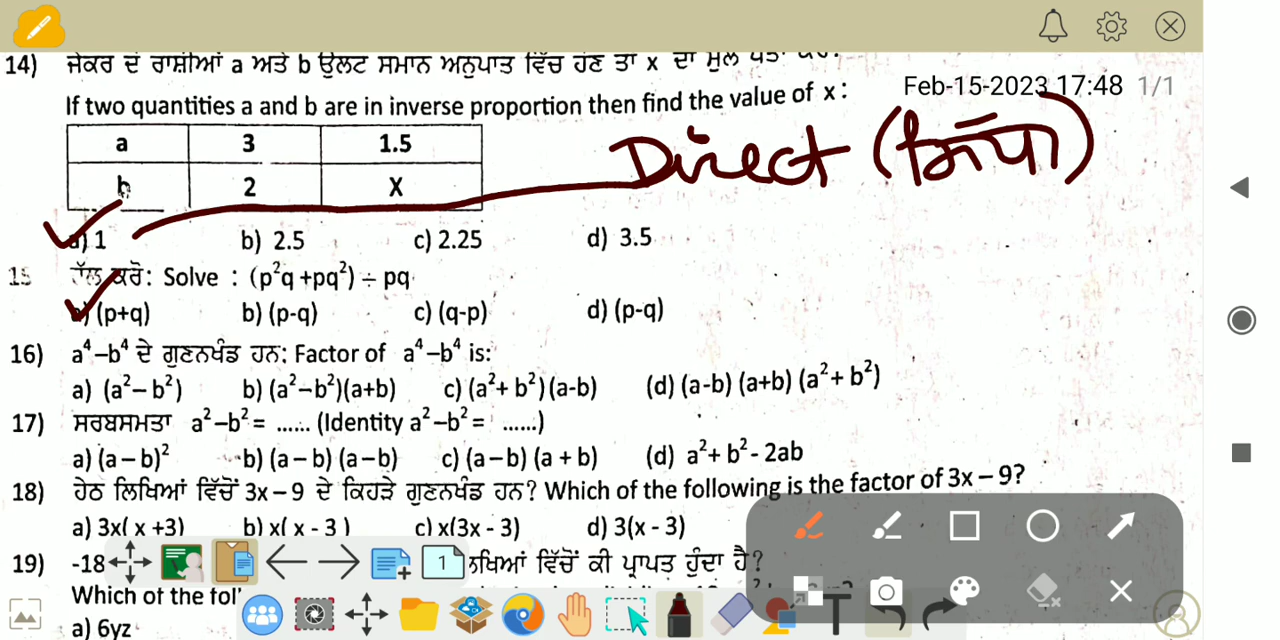 14) ਜੇਕਰ ਦੋ ਰਾਸ਼ੀਆਂ a ਅਤੇ b ਉਲਟ ਸਮਾਨ ਅਨੁਪਾਤ ਵਿੱਚ ਹੋਣ ਤਾਂ x ਦਾ ਮੁੱਲ ਪਤਾ
Feb-15-2023 17:48 1/1
If two quantities a and b are in inverse proportion then find the value of x:
a 3 1.5
Direct (ਸਿੱਧਾ)
b 2 X
a) 1 b) 2.5 c) 2.25 d) 3.5
15 ਹੱਲ ਕਰੋ: Solve : (p²q +pq²) ÷ pq
a) (p+q) b) (p-q) c) (q-p) d) (p-q)
16) a⁴–b⁴ ਦੇ ਗੁਣਨਖੰਡ ਹਨ: Factor of a⁴–b⁴ is:
a) (a²– b²) b) (a²–b²)(a+b) c) (a²+ b²)(a-b) (d) (a-b) (a+b) (a²+ b²)
17) ਸਰਬਸਮਤਾ a²–b²= ...... (Identity a²–b²= ......)
a) (a – b)² b) (a – b) (a – b) c) (a – b) (a + b) (d) a²+ b² - 2ab
18) ਹੇਠ ਲਿਖਿਆਂ ਵਿੱਚੋਂ 3x – 9 ਦੇ ਕਿਹੜੇ ਗੁਣਨਖੰਡ ਹਨ? Which of the following is the factor of 3x – 9?
a) 3x( x +3) b) x( x - 3 ) c) x(3x - 3) d) 3(x - 3)
19) -18 ਲਿਖਿਆਂ ਵਿੱਚੋਂ ਕੀ ਪ੍ਰਾਪਤ ਹੁੰਦਾ ਹੈ?
1
Which of the fol
T
a) 6yz